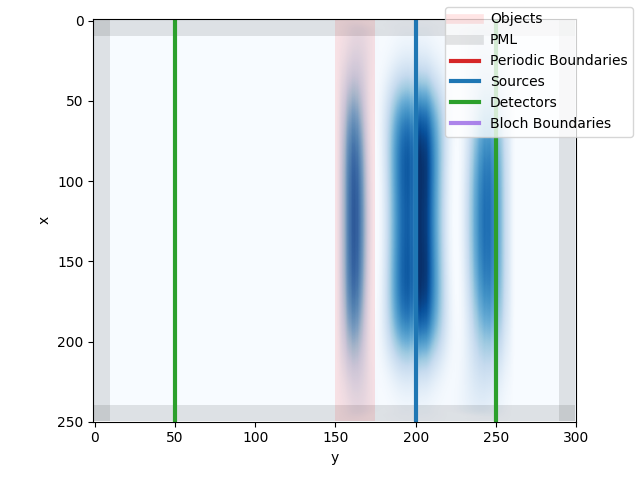 Objects
PML
Periodic Boundaries
Sources
Detectors
Bloch Boundaries
0
50
100
150
200
250
x
0
50
100
150
200
250
300
y